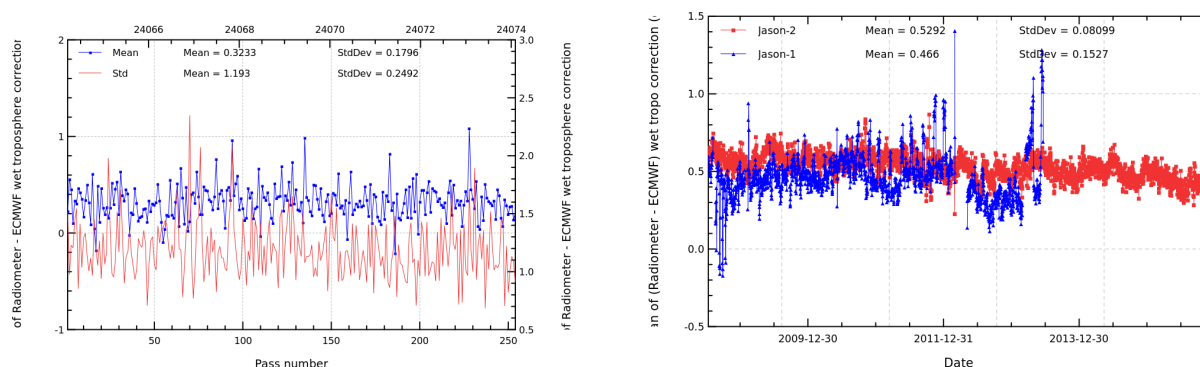 24066 24068 24070 24072 24074
2 1 0 -1
3.0 2.5 2.0 1.5 1.0 0.5
Mean Mean = 0.3233 StdDev = 0.1796
Std Mean = 1.193 StdDev = 0.2492
of Radiometer - ECMWF wet troposphere correction
of Radiometer - ECMWF wet troposphere correction
50 100 150 200 250
Pass number
1.5 1.0 0.5 0.0 -0.5
Jason-2 Mean = 0.5292 StdDev = 0.08099
Jason-1 Mean = 0.466 StdDev = 0.1527
of (Radiometer - ECMWF) wet tropo correction (
2009-12-30 2011-12-31 2013-12-30
Date